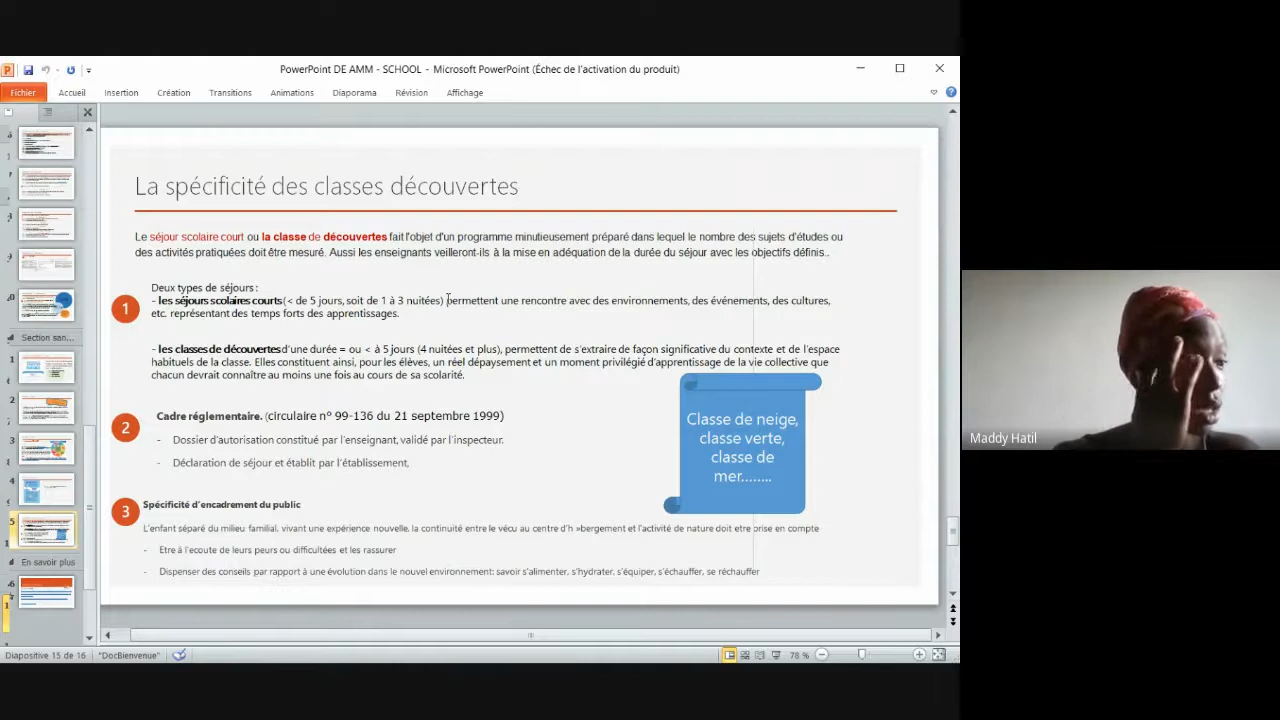 PowerPoint DE AMM - SCHOOL - Microsoft PowerPoint (Échec de l'activation du produit)
Fichier Accueil Insertion Création Transitions Animations Diaporama Révision Affichage
La spécificité des classes découvertes
Le séjour scolaire court ou la classe de découvertes fait l'objet d'un programme minutieusement préparé dans lequel le nombre des sujets d'études ou
des activités pratiquées doit être mesuré. Aussi les enseignants veilleront-ils à la mise en adéquation de la durée du séjour avec les objectifs définis..
1
Deux types de séjours :
- les séjours scolaires courts (< de 5 jours, soit de 1 à 3 nuitées) permettent une rencontre avec des environnements, des événements, des cultures,
etc. représentant des temps forts des apprentissages.
- les classes de découvertes d'une durée = ou < à 5 jours (4 nuitées et plus), permettent de s'extraire de façon significative du contexte et de l'espace
habituels de la classe. Elles constituent ainsi, pour les élèves, un réel dépaysement et un moment privilégié d'apprentissage de la vie collective que
chacun devrait connaître au moins une fois au cours de sa scolarité.
2
Cadre réglementaire. (circulaire n° 99-136 du 21 septembre 1999)
- Dossier d'autorisation constitué par l'enseignant, validé par l'inspecteur.
- Déclaration de séjour et établit par l'établissement,
Classe de neige,
classe verte,
classe de
mer........
3
Spécificité d'encadrement du public
L'enfant séparé du milieu familial, vivant une expérience nouvelle, la continuité entre le vécu au centre d'h »bergement et l'activité de nature doit etre prise en compte
- Etre à l'ecoute de leurs peurs ou difficultées et les rassurer
- Dispenser des conseils par rapport à une évolution dans le nouvel environnement: savoir s'alimenter, s'hydrater, s'équiper, s'échauffer, se réchauffer
Section san...
En savoir plus
Diapositive 15 de 16 "DocBienvenue" 78 %
Maddy Hatil